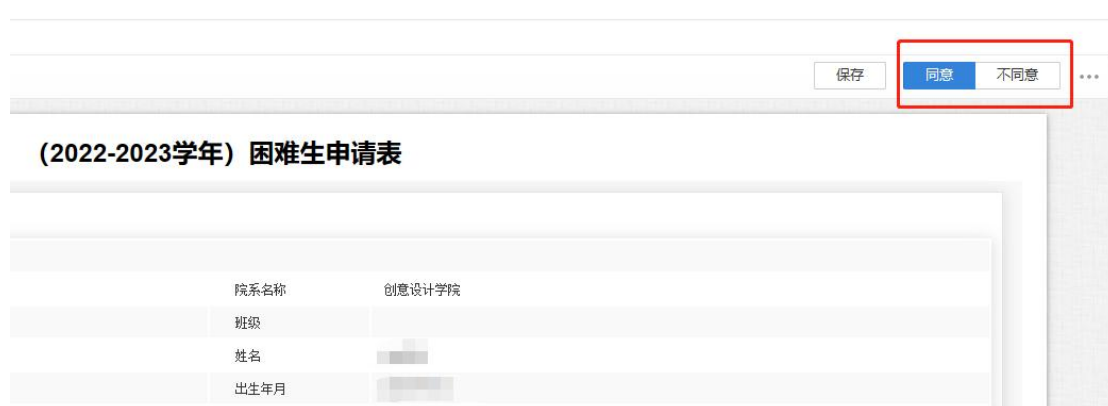 保存 同意 不同意
（2022-2023学年）困难生申请表
院系名称 创意设计学院
班级
姓名
出生年月